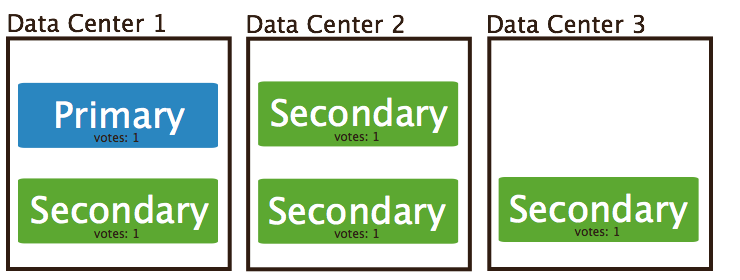 Data Center 1
Primary
votes: 1
Secondary
votes: 1
Data Center 2
Secondary
votes: 1
Secondary
votes: 1
Data Center 3
Secondary
votes: 1